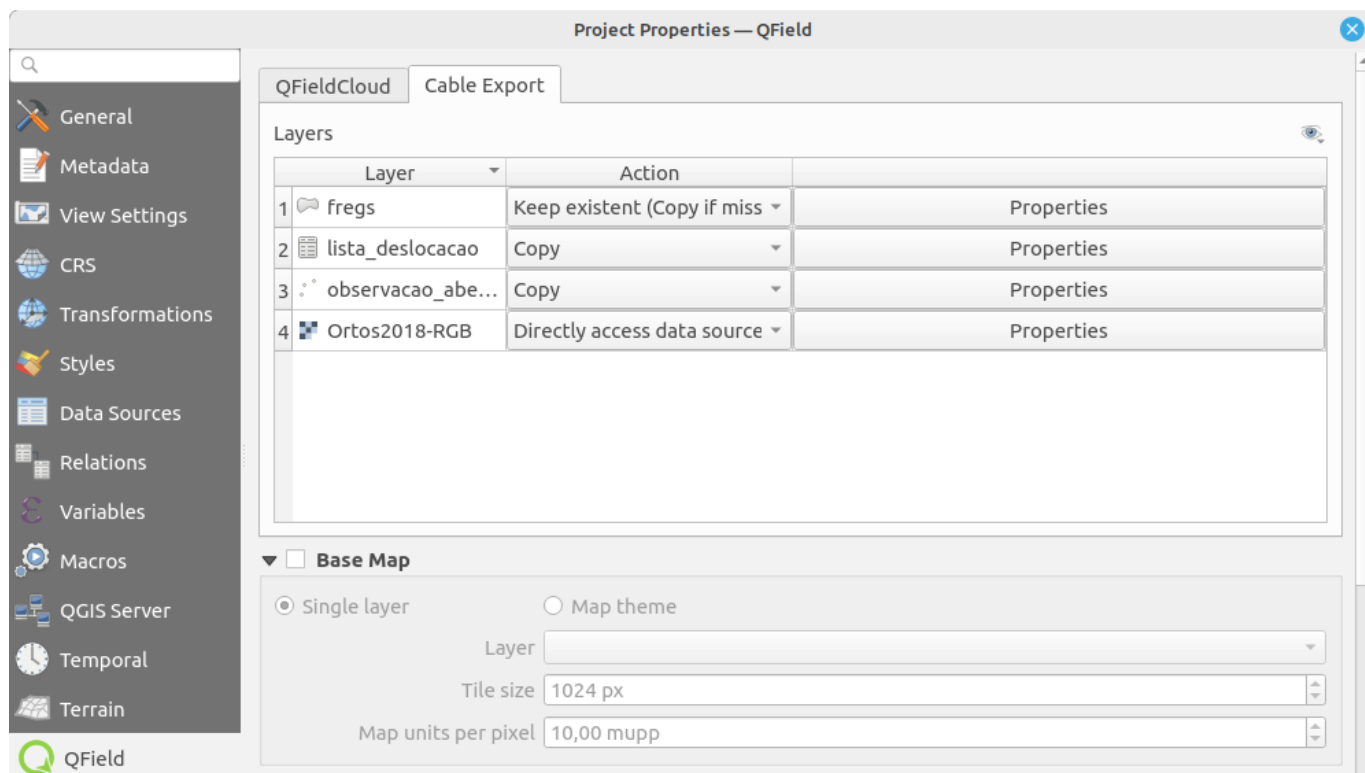 Project Properties — QField
General
Metadata
View Settings
CRS
Transformations
Styles
Data Sources
Relations
Variables
Macros
QGIS Server
Temporal
Terrain
QField
QFieldCloud Cable Export
Layers
Layer Action
1 fregs Keep existent (Copy if miss Properties
2 lista_deslocacao Copy Properties
3 observacao_abe... Copy Properties
4 Ortos2018-RGB Directly access data source Properties
Base Map
Single layer Map theme
Layer
Tile size 1024 px
Map units per pixel 10,00 mupp